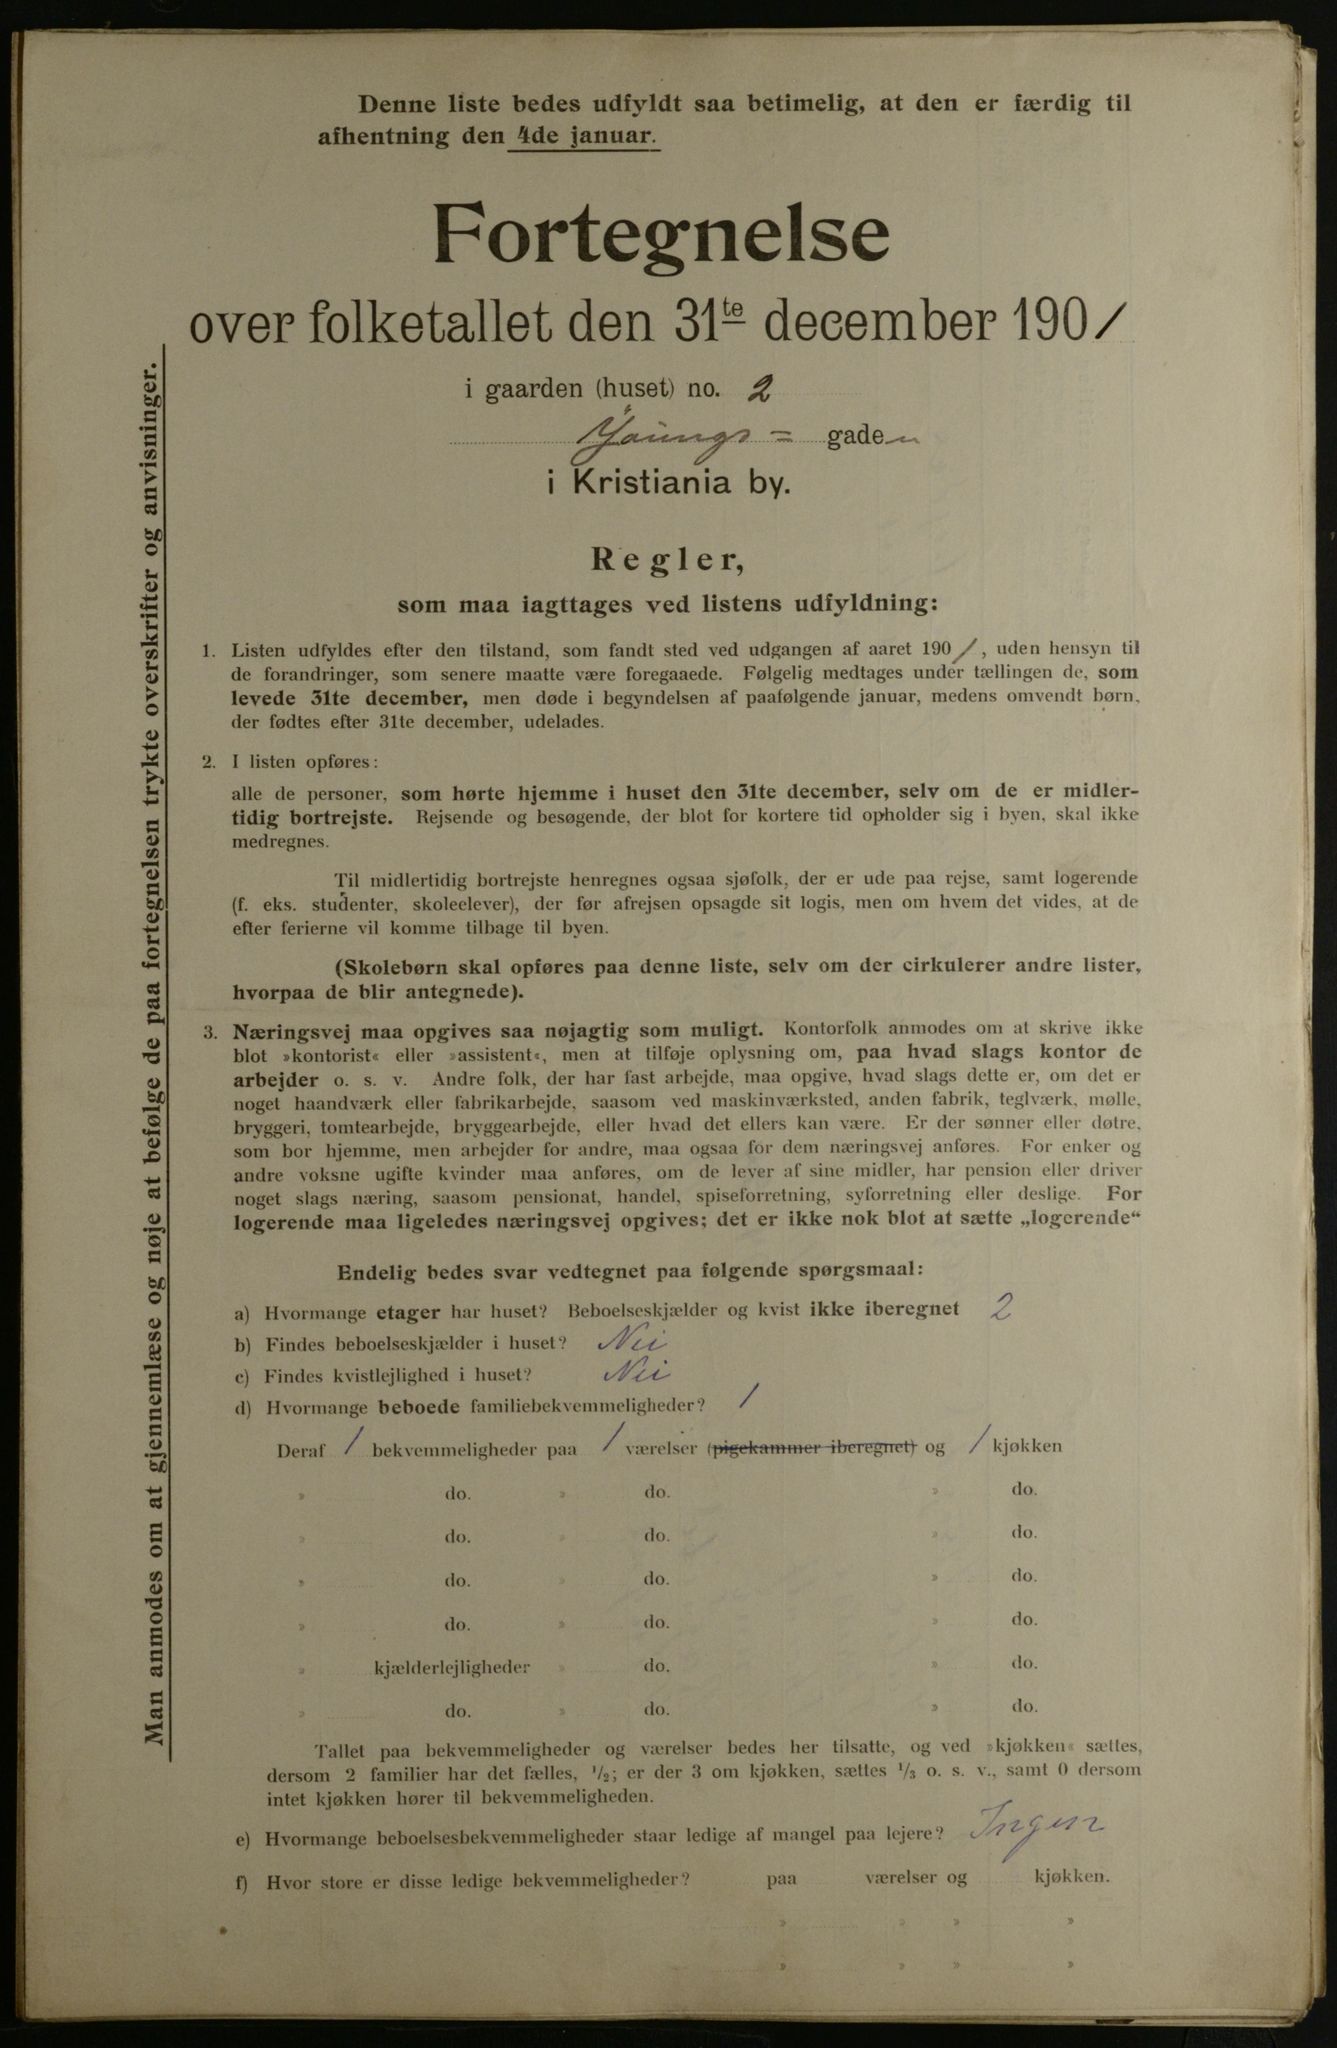 Denne liste bedes udfyldt saa betimelig, at den er færdig til
afhentning den 4de januar.
Fortegnelse
over folketallet den 31te december 1901
i gaarden (huset) no. 2
Youngs = gaden
i Kristiania by.
Regler,
som maa iagttages ved listens udfyldning:
1. Listen udfyldes efter den tilstand, som fandt sted ved udgangen af aaret 1901, uden hensyn til
de forandringer, som senere maatte være foregaaede. Følgelig medtages under tællingen de, som
levede 31te december, men døde i begyndelsen af paafølgende januar, medens omvendt børn,
der fødtes efter 31te december, udelades.
2. I listen opføres:
alle de personer, som hørte hjemme i huset den 31te december, selv om de er midler-
tidig bortrejste. Rejsende og besøgende, der blot for kortere tid opholder sig i byen, skal ikke
medregnes.
Til midlertidig bortrejste henregnes ogsaa sjøfolk, der er ude paa rejse, samt logerende
(f. eks. studenter, skoleelever), der før afrejsen opsagde sit logis, men om hvem det vides, at de
efter ferierne vil komme tilbage til byen.
(Skolebørn skal opføres paa denne liste, selv om der cirkulerer andre lister,
hvorpaa de blir antegnede).
3. Næringsvej maa opgives saa nøjagtig som muligt. Kontorfolk anmodes om at skrive ikke
blot »kontorist« eller »assistent«, men at tilføje oplysning om, paa hvad slags kontor de
arbejder o. s. v. Andre folk, der har fast arbejde, maa opgive, hvad slags dette er, om det er
noget haandværk eller fabrikarbejde, saasom ved maskinværksted, anden fabrik, teglværk, mølle,
bryggeri, tomtearbejde, bryggearbejde, eller hvad det ellers kan være. Er der sønner eller døtre,
som bor hjemme, men arbejder for andre, maa ogsaa for dem næringsvej anføres. For enker og
andre voksne ugifte kvinder maa anføres, om de lever af sine midler, har pension eller driver
noget slags næring, saasom pensionat, handel, spiseforretning, syforretning eller deslige. For
logerende maa ligeledes næringsvej opgives; det er ikke nok blot at sætte „logerende“
Endelig bedes svar vedtegnet paa følgende spørgsmaal:
a) Hvormange etager har huset? Beboelseskjælder og kvist ikke iberegnet 2
b) Findes beboelseskjælder i huset? Nei
c) Findes kvistlejlighed i huset? Nei
d) Hvormange beboede familiebekvemmeligheder? 1
Deraf 1 bekvemmeligheder paa 1 værelser (pigekammer iberegnet) og 1 kjøkken
» do. » do. » do.
» do. » do. » do.
» do. » do. » do.
» do. » do. » do.
» kjælderlejligheder » do. » do.
» do. » do. » do.
Tallet paa bekvemmeligheder og værelser bedes her tilsatte, og ved »kjøkken« sættes,
dersom 2 familier har det fælles, 1/2; er der 3 om kjøkken, sættes 1/3 o. s. v., samt 0 dersom
intet kjøkken hører til bekvemmeligheden.
e) Hvormange beboelsesbekvemmeligheder staar ledige af mangel paa lejere? Ingen
f) Hvor store er disse ledige bekvemmeligheder? paa værelser og kjøkken.
» » » »
» » » »
Man anmodes om at gjennemlæse og nøje at befølge de paa fortegnelsen trykte overskrifter og anvisninger.